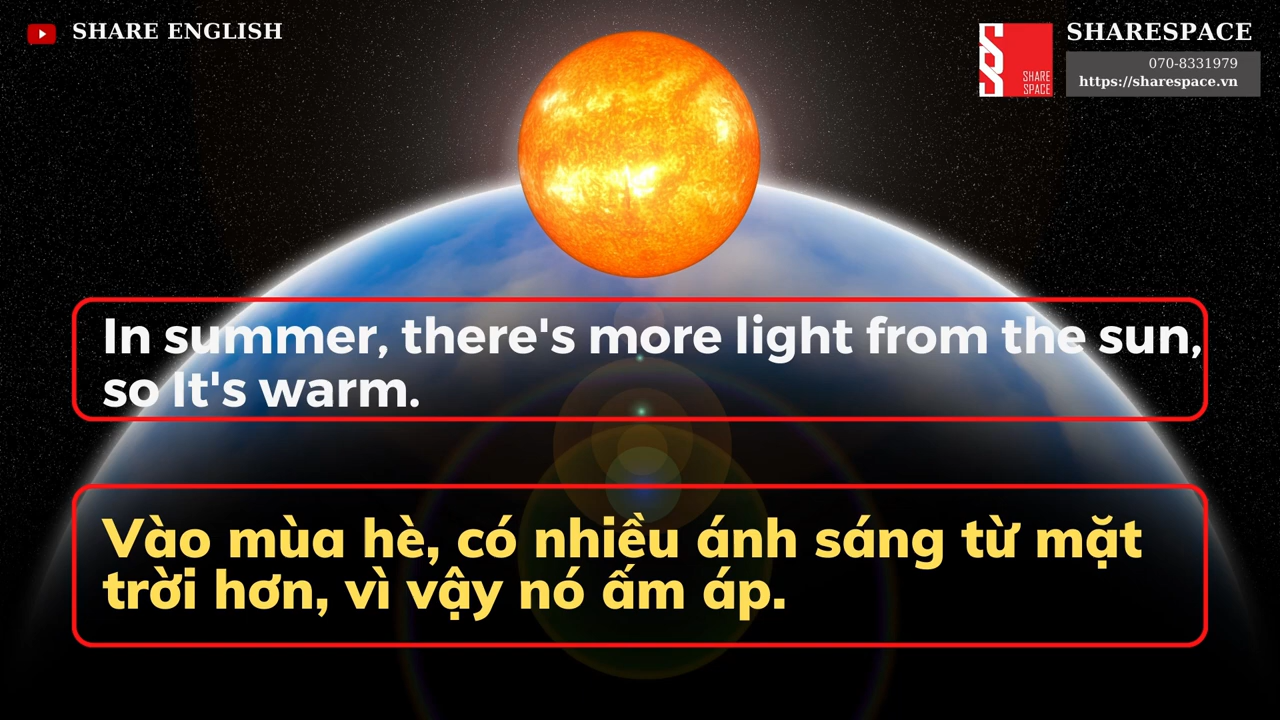 SHARE ENGLISH
SHARESPACE
070-8331979
https://sharespace.vn
SHARE
SPACE
In summer, there's more light from the sun,
so It's warm.
Vào mùa hè, có nhiều ánh sáng từ mặt
trời hơn, vì vậy nó ấm áp.